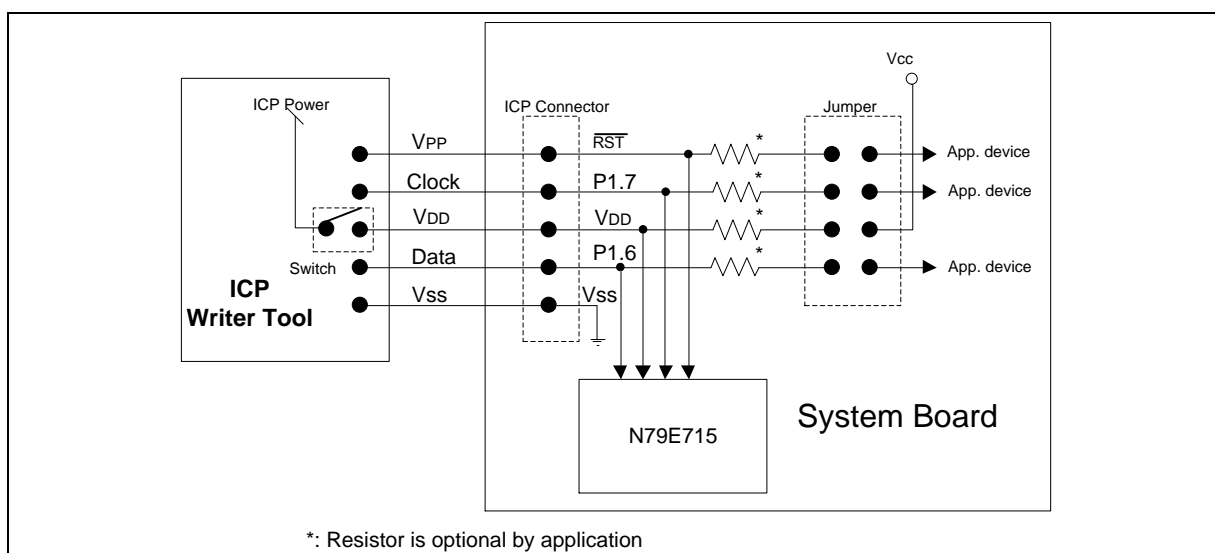 Vcc
ICP Power
ICP Connector
Jumper
VPP
RST
*
App. device
Clock
P1.7
*
App. device
VDD
VDD
*
Switch
Data
P1.6
*
App. device
ICP
Writer Tool
Vss
Vss
System Board
N79E715
*: Resistor is optional by application